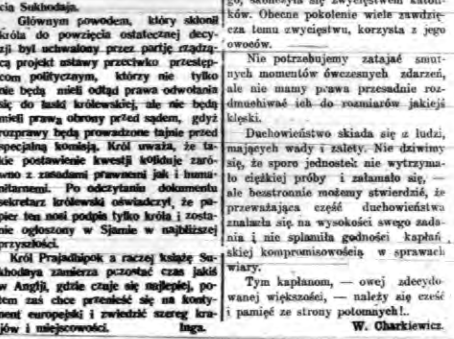 cia Sukhodaja.
Głównym powodem, który skłonił
króla do powzięcia ostatecznej decy-
zji był uchwalony przez partję rządzą-
cą projekt ustawy przeciwko przestęp-
com politycznym, którzy nie tylko
nie będą mieli odtąd prawa odwołania
się do łaski królewskiej, ale nie będą
mieli prawa obrony przed sądem, gdyż
rozprawy będą prowadzone tajnie przed
specjalną komisją. Król uważa, że ta-
kie postawienie kwestji koliduje zaró-
wno z zasadami prawnemi jak i huma-
nitarnemi. Po odczytaniu dokumentu
sekretarz królewski oświadczył, że pa-
pier ten nosi podpis tylko króla i zosta-
nie ogłoszony w Sjamie w najbliższej
przyszłości.
Król Prajadhipok a raczej książę Su-
khodaya zamierza pozostać czas jakiś
w Anglji, gdzie czuje się najlepiej, po-
tem zaś chce przenieść się na konty-
nent europejski i zwiedzić szereg kra-
jów i miejscowości. Inga.
go, skończyła się zwycięstwem katoli-
ków. Obecne pokolenie wiele zawdzię-
cza temu zwycięstwu, korzysta z jego
owoców.
Nie potrzebujemy zatajać smut-
nych momentów ówczesnych zdarzeń,
ale nie mamy prawa przesadnie roz-
dmuchiwać ich do rozmiarów jakiejś
klęski.
Duchowieństwo składa się z ludzi,
mających wady i zalety. Nie dziwimy
się, że sporo jednostek nie wytrzyma-
ło ciężkiej próby i załamało się, —
ale bezstronnie możemy stwierdzić, że
przeważająca część duchowieństwa
znalazła się na wysokości swego zada-
nia i nie splamiła godności kapłań
skiej kompromisowością w sprawach
wiary.
Tym kapłanom, — owej zdecydo-
wanej większości, — należy się cześć
i pamięć ze strony potomnych!..
W. Charkiewicz.